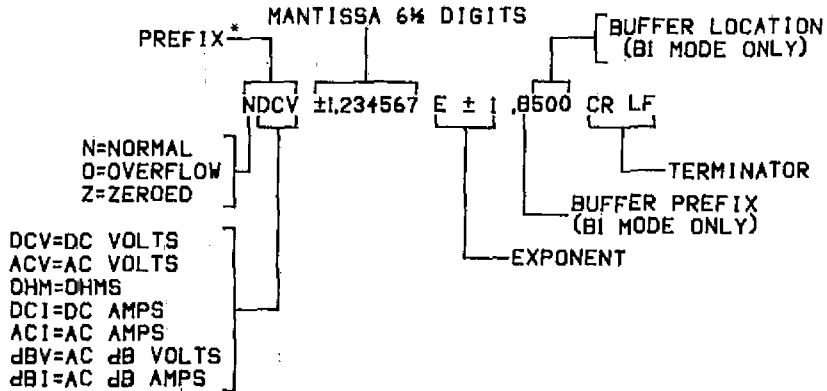 MANTISSA 6½ DIGITS
PREFIX*
BUFFER LOCATION
(B1 MODE ONLY)
NDCV ±1.234567 E ± 1 ,B500 CR LF
N=NORMAL
O=OVERFLOW
Z=ZEROED
TERMINATOR
BUFFER PREFIX
(B1 MODE ONLY)
EXPONENT
DCV=DC VOLTS
ACV=AC VOLTS
OHM=OHMS
DCI=DC AMPS
ACI=AC AMPS
dBV=AC dB VOLTS
dBI=AC dB AMPS